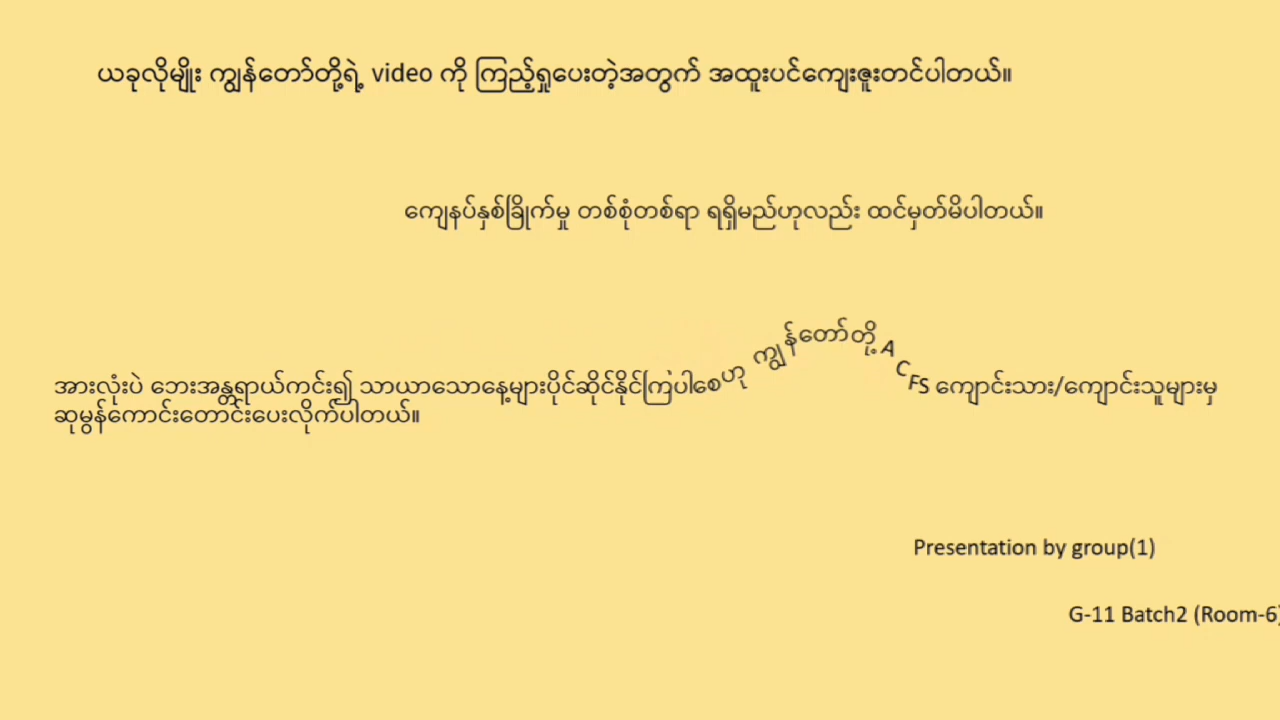 ယခုလိုမျိုး ကျွန်တော်တို့ရဲ့ video ကို ကြည့်ရှုပေးတဲ့အတွက် အထူးပင်ကျေးဇူးတင်ပါတယ်။
ကျေနပ်နှစ်ခြိုက်မှု တစ်စုံတစ်ရာ ရရှိမည်ဟုလည်း ထင်မှတ်မိပါတယ်။
အားလုံးပဲ ဘေးအန္တရာယ်ကင်း၍ သာယာသောနေ့များပိုင်ဆိုင်နိုင်ကြပါစေဟု ကျွန်တော်တို့ ACFS ကျောင်းသား/ကျောင်းသူများမှ
ဆုမွန်ကောင်းတောင်းပေးလိုက်ပါတယ်။
Presentation by group(1)
G-11 Batch2 (Room-6)